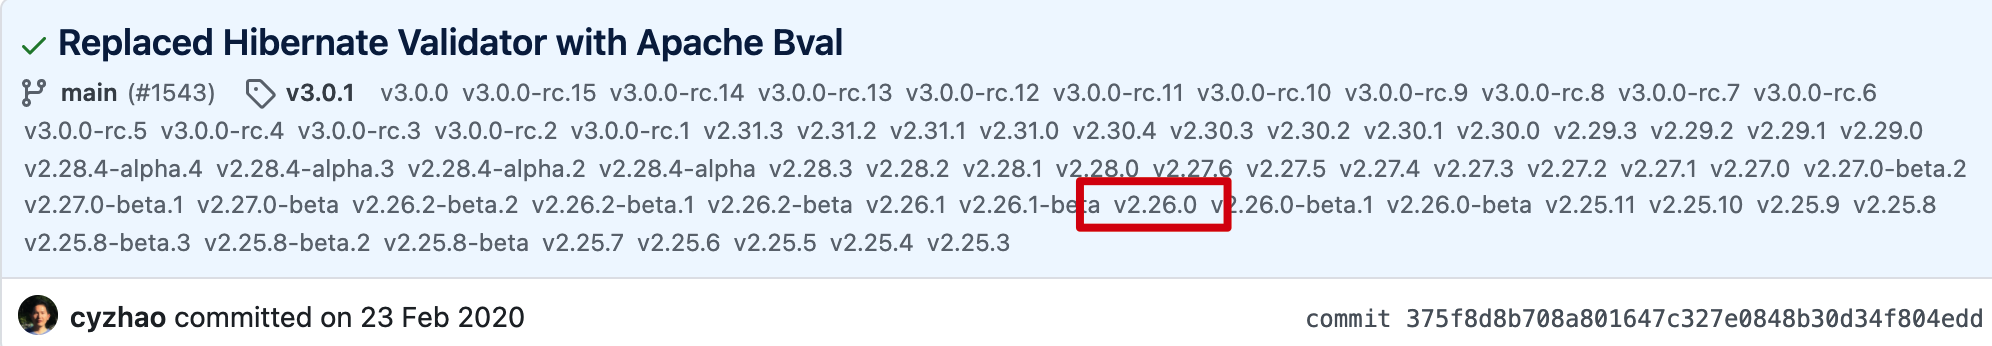 Replaced Hibernate Validator with Apache Bval
main (#1543) v3.0.1 v3.0.0 v3.0.0-rc.15 v3.0.0-rc.14 v3.0.0-rc.13 v3.0.0-rc.12 v3.0.0-rc.11 v3.0.0-rc.10 v3.0.0-rc.9 v3.0.0-rc.8 v3.0.0-rc.7 v3.0.0-rc.6
v3.0.0-rc.5 v3.0.0-rc.4 v3.0.0-rc.3 v3.0.0-rc.2 v3.0.0-rc.1 v2.31.3 v2.31.2 v2.31.1 v2.31.0 v2.30.4 v2.30.3 v2.30.2 v2.30.1 v2.30.0 v2.29.3 v2.29.2 v2.29.1 v2.29.0
v2.28.4-alpha.4 v2.28.4-alpha.3 v2.28.4-alpha.2 v2.28.4-alpha v2.28.3 v2.28.2 v2.28.1 v2.28.0 v2.27.6 v2.27.5 v2.27.4 v2.27.3 v2.27.2 v2.27.1 v2.27.0 v2.27.0-beta.2
v2.27.0-beta.1 v2.27.0-beta v2.26.2-beta.2 v2.26.2-beta.1 v2.26.2-beta v2.26.1 v2.26.1-beta v2.26.0 v2.26.0-beta.1 v2.26.0-beta v2.25.11 v2.25.10 v2.25.9 v2.25.8
v2.25.8-beta.3 v2.25.8-beta.2 v2.25.8-beta v2.25.7 v2.25.6 v2.25.5 v2.25.4 v2.25.3
cyzhao committed on 23 Feb 2020 commit 375f8d8b708a801647c327e0848b30d34f804edd